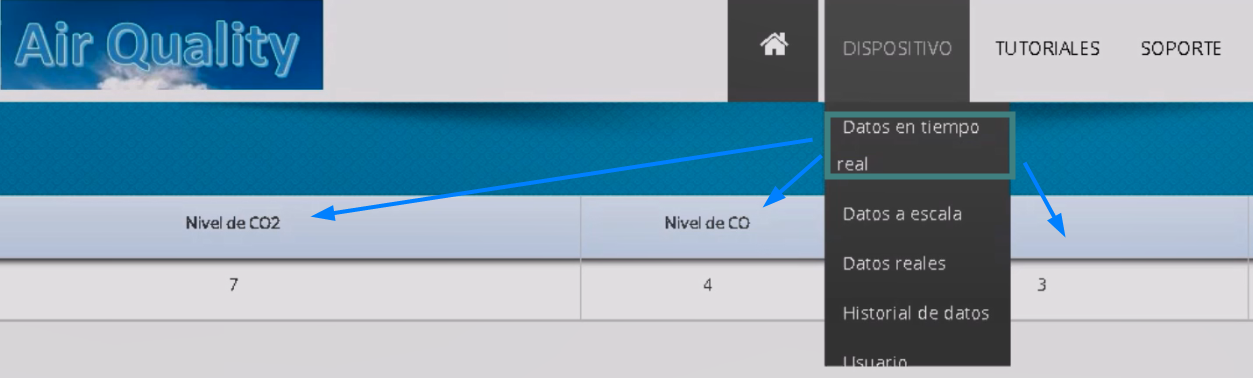 Air Quality
DISPOSITIVO
TUTORIALES
SOPORTE
Datos en tiempo
real
Datos a escala
Datos reales
Historial de datos
Usuario
Nivel de CO2
Nivel de CO
7
4
3